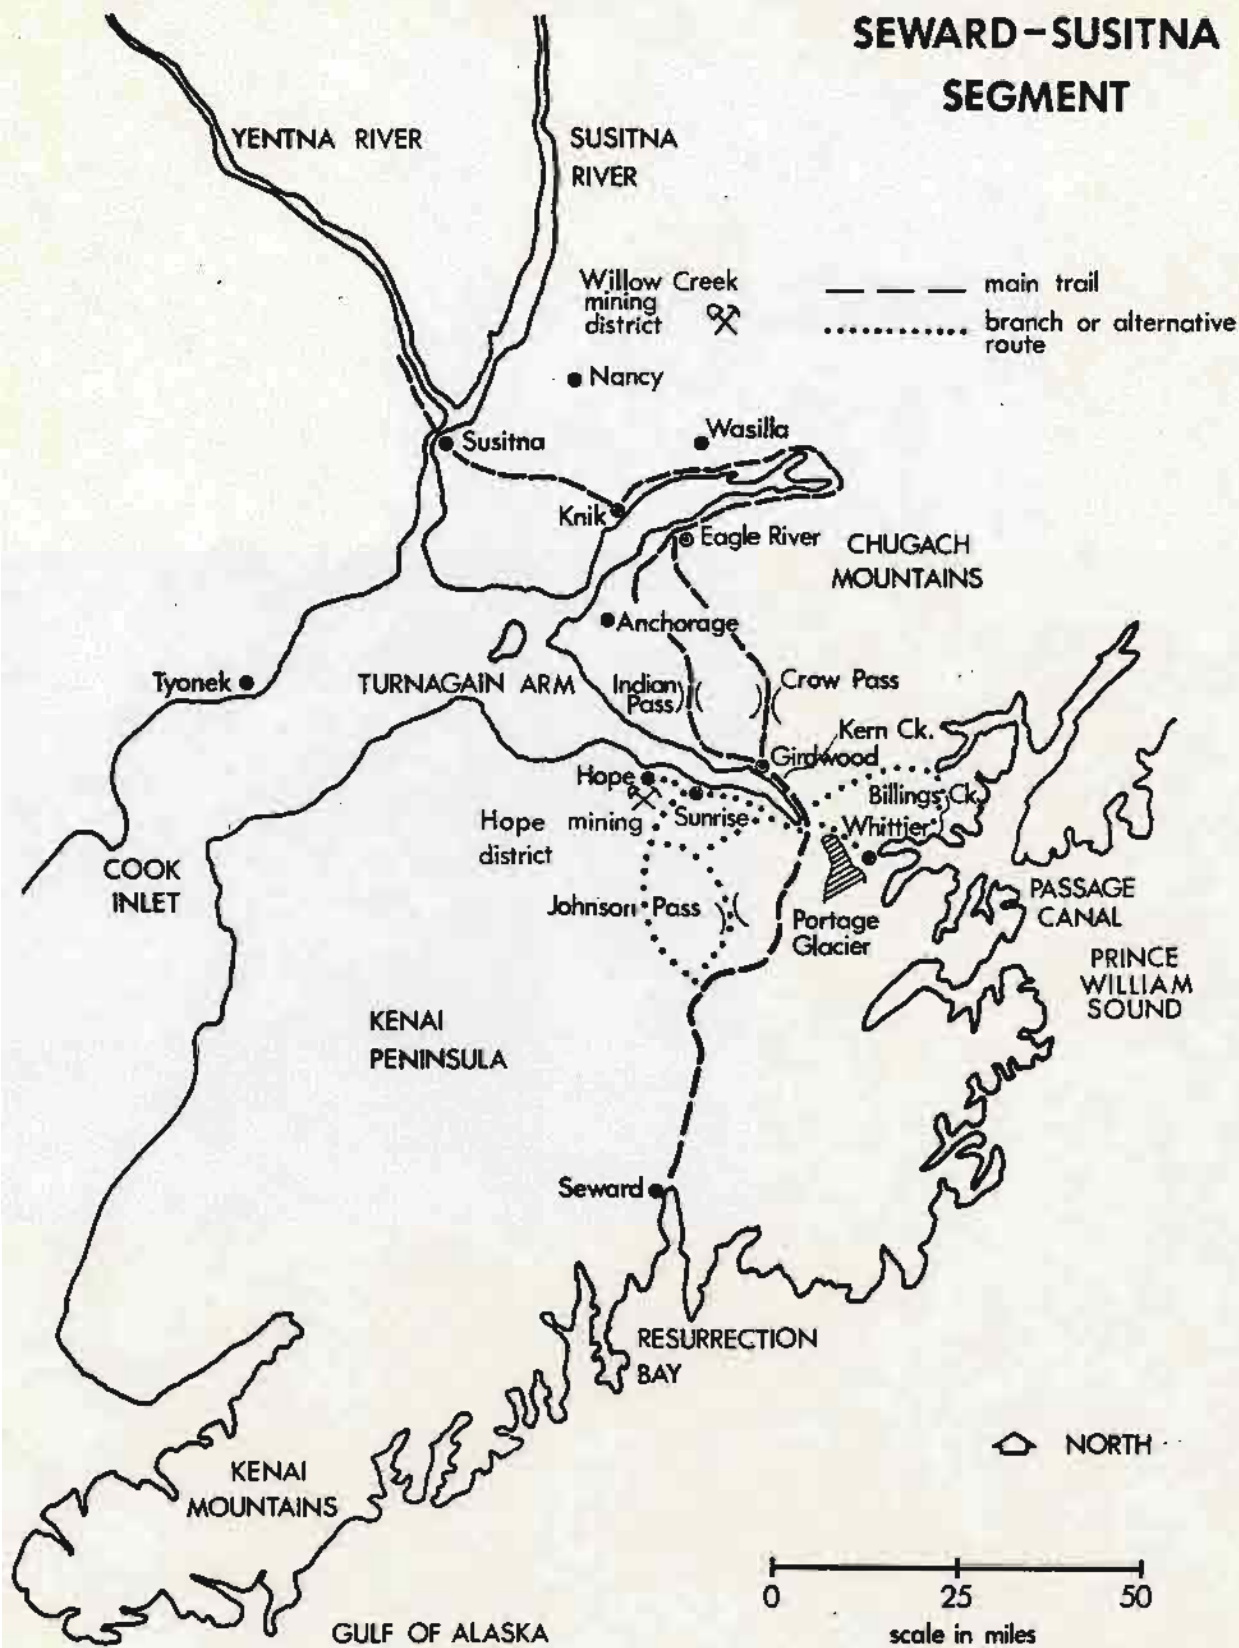 SEWARD-SUSITNA
SEGMENT
YENTNA RIVER
SUSITNA
RIVER
Willow Creek
mining
district
main trail
branch or alternative
route
Nancy
Susitna
Wasilla
Knik
Eagle River
CHUGACH
MOUNTAINS
Anchorage
Tyonek
TURNAGAIN ARM
Indian
Pass
Crow Pass
Kern Ck.
Girdwood
Hope
Billings Ck.
Sunrise
Whittier
Hope mining
district
COOK
INLET
Johnson Pass
Portage
Glacier
PASSAGE
CANAL
PRINCE
WILLIAM
SOUND
KENAI
PENINSULA
Seward
RESURRECTION
BAY
NORTH
KENAI
MOUNTAINS
0 25 50
scale in miles
GULF OF ALASKA